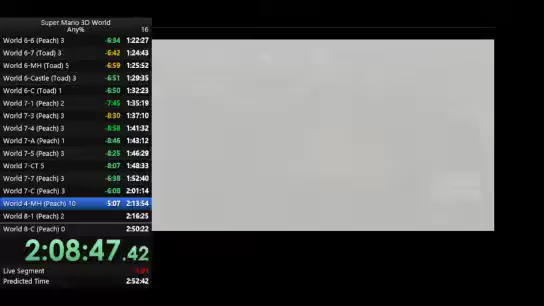 Super Mario 3D World
Any% 16
World 6-6 (Peach) 3 -6:34 1:22:27
World 6-7 (Toad) 3 -6:42 1:24:43
World 6-MH (Toad) 5 -6:59 1:25:52
World 6-Castle (Toad) 3 -6:51 1:29:35
World 6-C (Toad) 1 -6:50 1:32:23
World 7-1 (Peach) 2 -7:45 1:35:19
World 7-3 (Peach) 3 -8:30 1:37:10
World 7-4 (Peach) 3 -8:58 1:41:32
World 7-A (Peach) 1 -8:46 1:43:12
World 7-5 (Peach) 3 -8:25 1:46:29
World 7-CT 5 -8:07 1:48:33
World 7-7 (Peach) 3 -6:38 1:52:40
World 7-C (Peach) 3 -6:08 2:01:14
World 4-MH (Peach) 10 -5:07 2:13:54
World 8-1 (Peach) 2 2:16:25
World 8-C (Peach) 0 2:50:22
2:08:47.42
Live Segment
Predicted Time 2:52:42